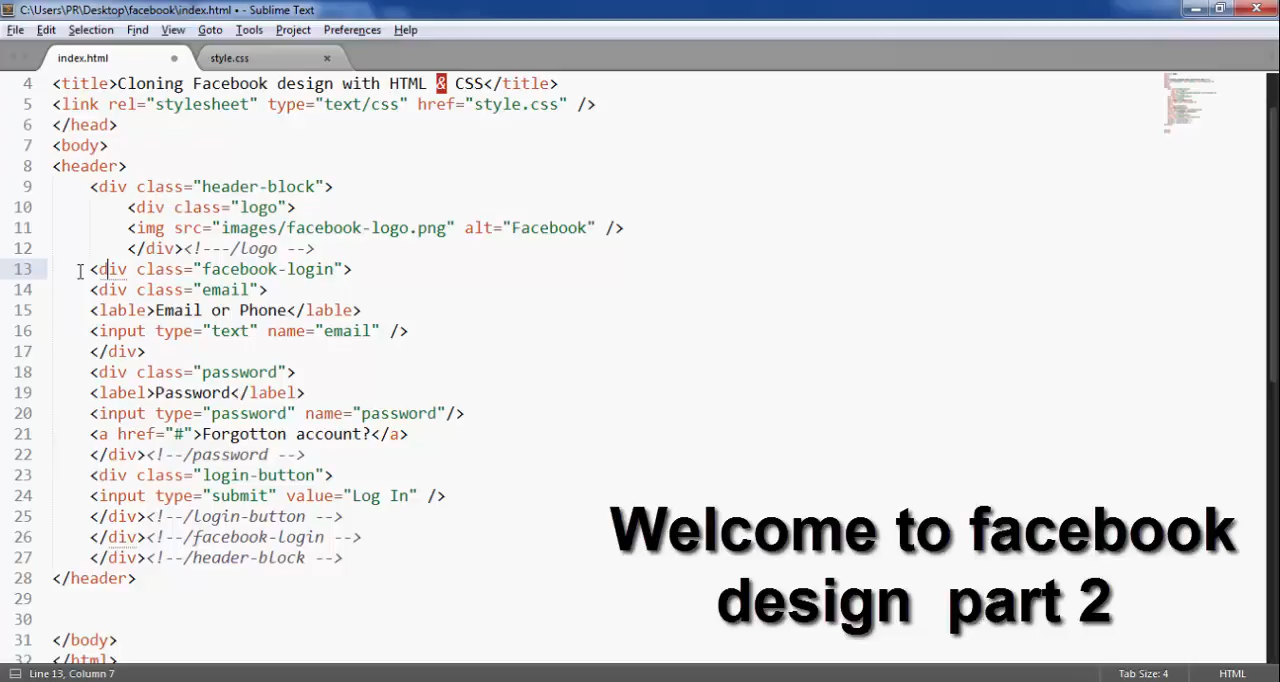 C:\Users\PR\Desktop\facebook\index.html • - Sublime Text
File Edit Selection Find View Goto Tools Project Preferences Help
index.html style.css
4 <title>Cloning Facebook design with HTML & CSS</title>
5 <link rel="stylesheet" type="text/css" href="style.css" />
6 </head>
7 <body>
8 <header>
9 <div class="header-block">
10 <div class="logo">
11 <img src="images/facebook-logo.png" alt="Facebook" />
12 </div><!---/logo -->
13 <div class="facebook-login">
14 <div class="email">
15 <lable>Email or Phone</lable>
16 <input type="text" name="email" />
17 </div>
18 <div class="password">
19 <label>Password</label>
20 <input type="password" name="password"/>
21 <a href="#">Forgotton account?</a>
22 </div><!--/password -->
23 <div class="login-button">
24 <input type="submit" value="Log In" />
25 </div><!--/login-button -->
26 </div><!--/facebook-login -->
27 </div><!--/header-block -->
28 </header>
29
30
31 </body>
32 </html>
Welcome to facebook
design part 2
Line 13, Column 7 Tab Size: 4 HTML